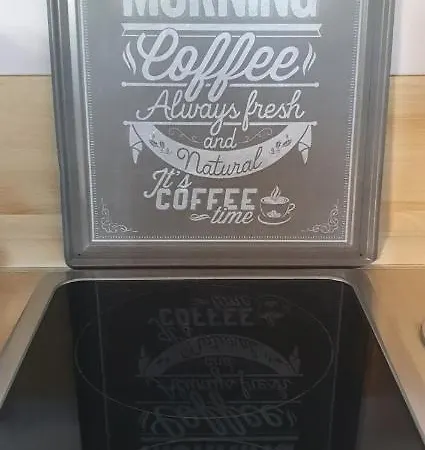 MORNING
Coffee
Always fresh
and
Natural
It's
COFFEE
time